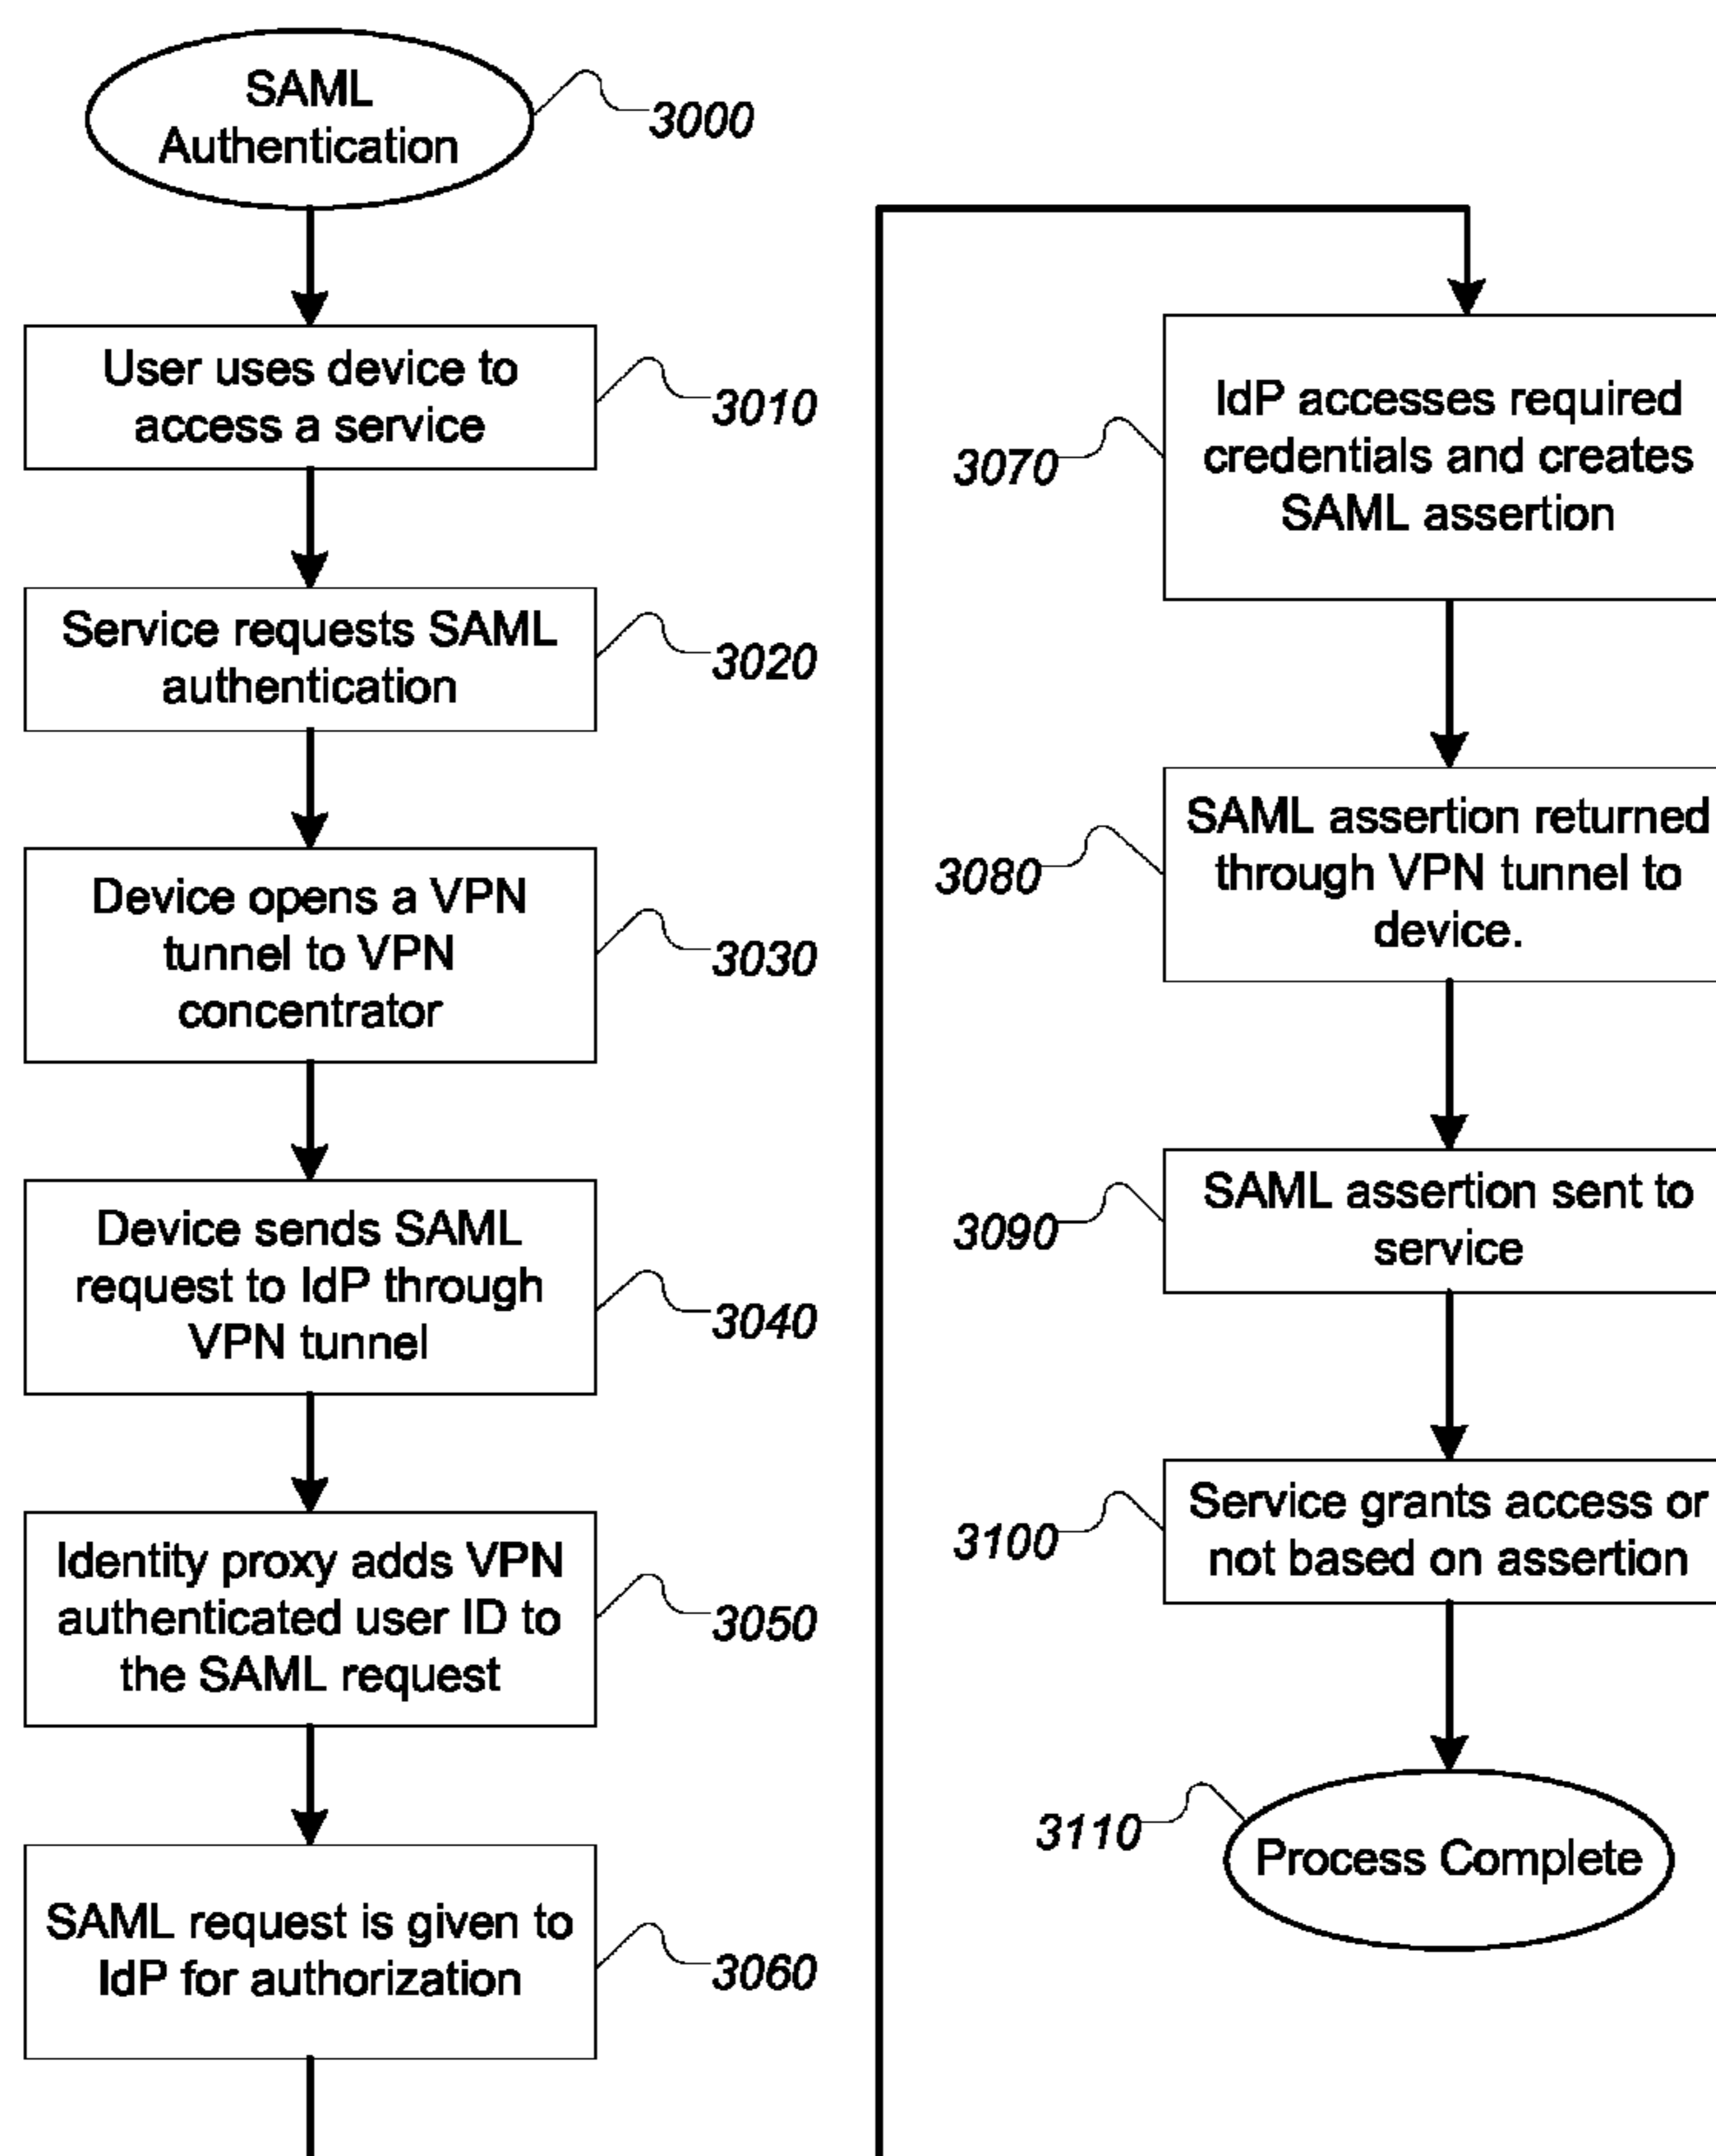 SAML
Authentication
3000
User uses device to
access a service
3010
Service requests SAML
authentication
3020
Device opens a VPN
tunnel to VPN
concentrator
3030
Device sends SAML
request to IdP through
VPN tunnel
3040
Identity proxy adds VPN
authenticated user ID to
the SAML request
3050
SAML request is given to
IdP for authorization
3060
IdP accesses required
credentials and creates
SAML assertion
3070
SAML assertion returned
through VPN tunnel to
device.
3080
SAML assertion sent to
service
3090
Service grants access or
not based on assertion
3100
Process Complete
3110